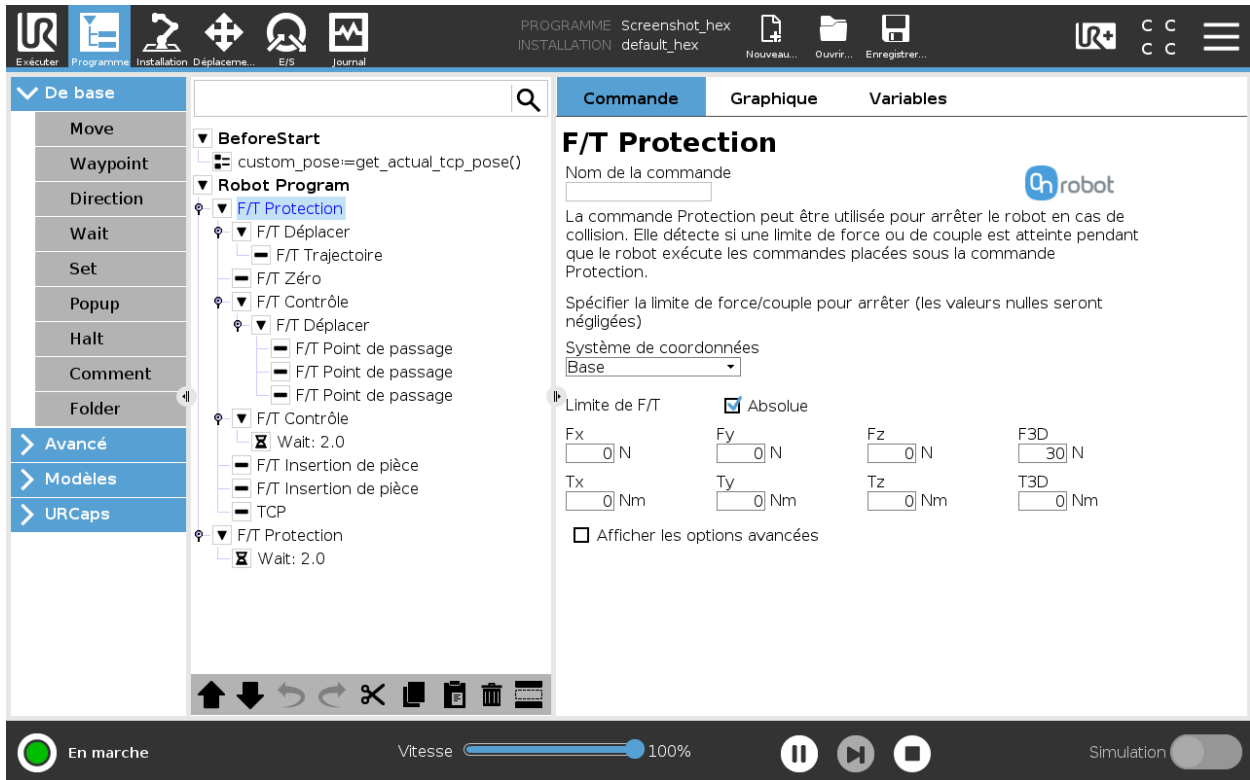 UR
Exécuter
Programme
Installation
Déplaceme...
E/S
Journal
PROGRAMME Screenshot_hex
INSTALLATION default_hex
Nouveau...
Ouvrir...
Enregistrer...
UR+
C C
C C
De base
Move
Waypoint
Direction
Wait
Set
Popup
Halt
Comment
Folder
Avancé
Modèles
URCaps
BeforeStart
custom_pose≔get_actual_tcp_pose()
Robot Program
F/T Protection
F/T Déplacer
F/T Trajectoire
F/T Zéro
F/T Contrôle
F/T Déplacer
F/T Point de passage
F/T Point de passage
F/T Point de passage
F/T Contrôle
Wait: 2.0
F/T Insertion de pièce
F/T Insertion de pièce
TCP
F/T Protection
Wait: 2.0
Commande Graphique Variables
F/T Protection
Nom de la commande
On robot
La commande Protection peut être utilisée pour arrêter le robot en cas de
collision. Elle détecte si une limite de force ou de couple est atteinte pendant
que le robot exécute les commandes placées sous la commande
Protection.
Spécifier la limite de force/couple pour arrêter (les valeurs nulles seront
négligées)
Système de coordonnées
Base
Limite de F/T Absolue
Fx Fy Fz F3D
0 N 0 N 0 N 30 N
Tx Ty Tz T3D
0 Nm 0 Nm 0 Nm 0 Nm
Afficher les options avancées
En marche
Vitesse 100%
Simulation